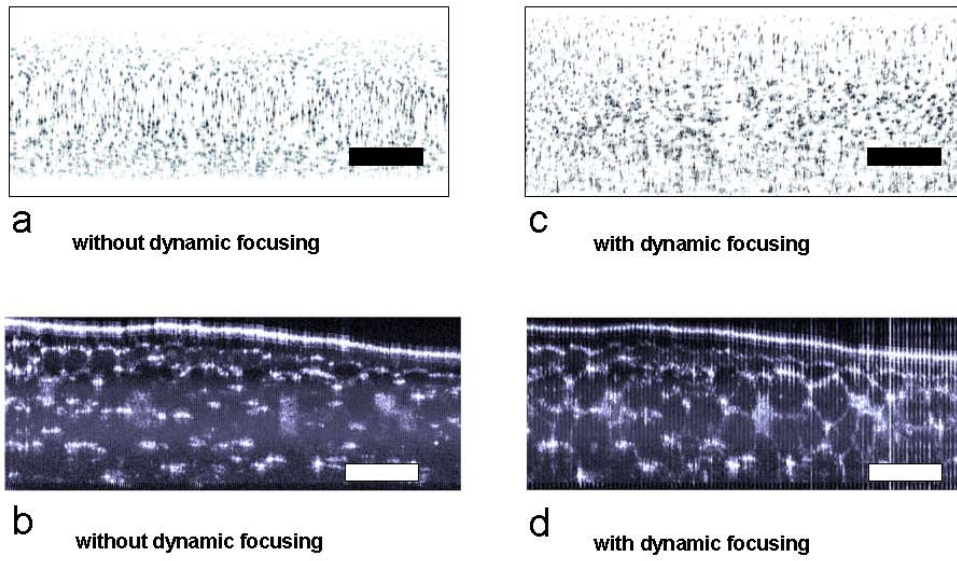 a
without dynamic focusing
c
with dynamic focusing
b
without dynamic focusing
d
with dynamic focusing